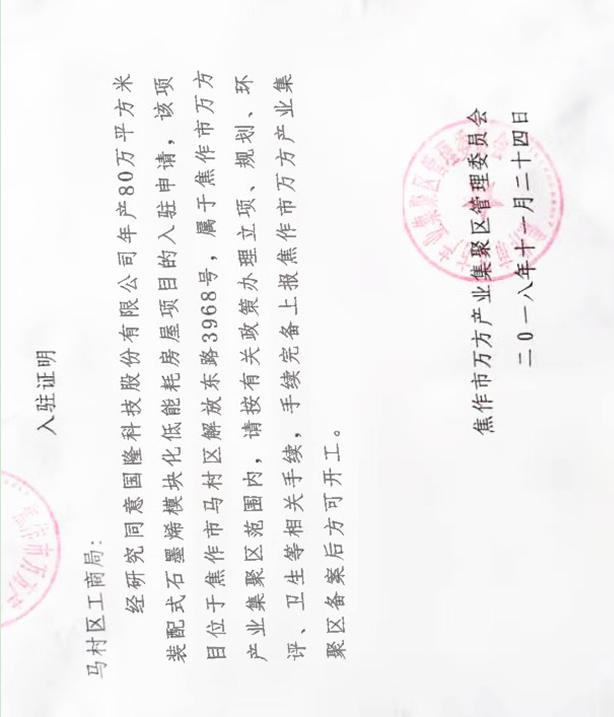 入驻证明
马村区工商局：
经研究同意国隆科技股份有限公司年产80万平方米
装配式石墨烯模块化低能耗房屋项目的入驻申请，该项
目位于焦作市马村区解放东路3968号，属于焦作市万方
产业集聚区范围内，请按有关政策办理立项、规划、环
评、卫生等相关手续，手续完备上报焦作市万方产业集
聚区备案后方可开工。
焦作市万方产业集聚区管理委员会
二0一八年十一月二十四日